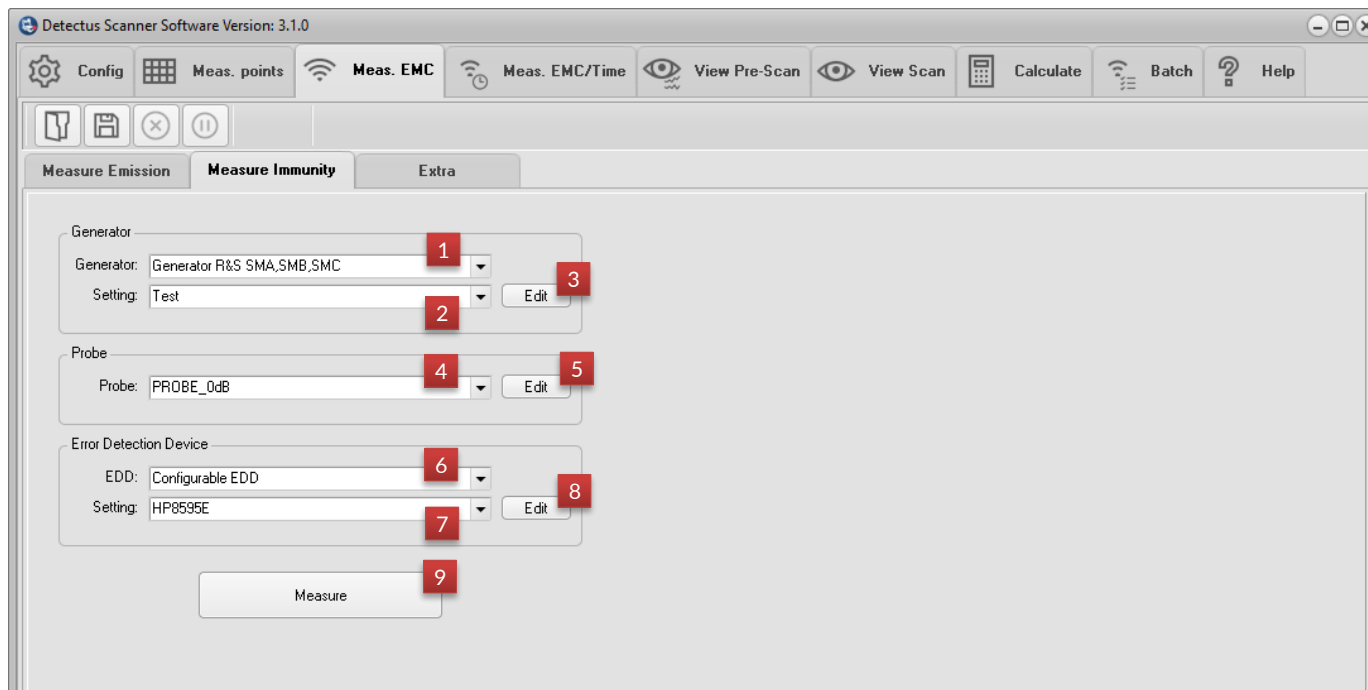 Detectus Scanner Software Version: 3.1.0
Config Meas. points Meas. EMC Meas. EMC/Time View Pre-Scan View Scan Calculate Batch Help
Measure Emission Measure Immunity Extra
Generator
1
Generator: Generator R&S SMA,SMB,SMC
3
Setting: Test Edit
2
Probe
4 5
Probe: PROBE_0dB Edit
Error Detection Device
6
EDD: Configurable EDD
8
Setting: HP8595E Edit
7
9
Measure